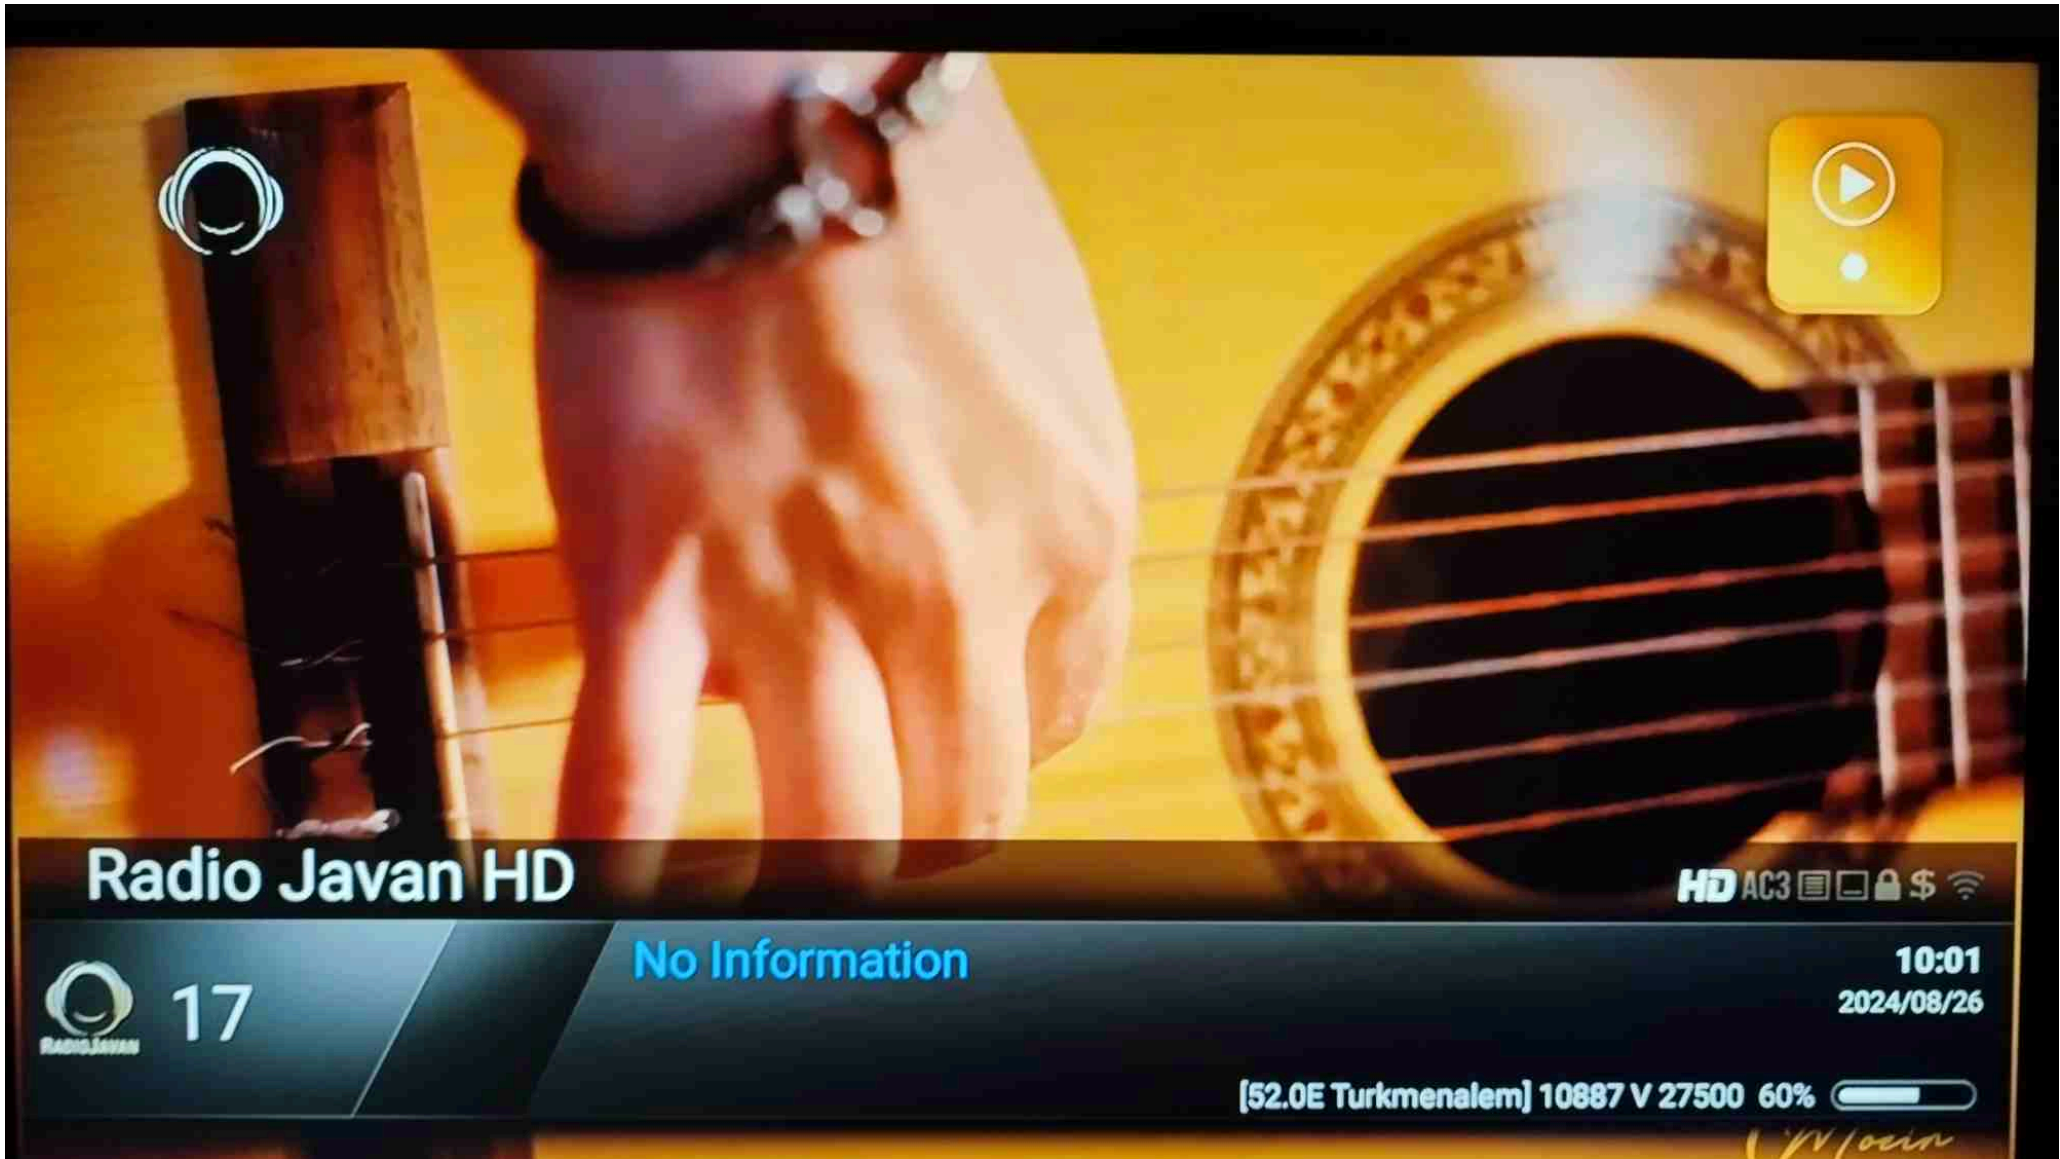 Radio Javan HD
HD AC3 $
RADIOJAVAN
17
No Information
10:01
2024/08/26
[52.0E Turkmenalem] 10887 V 27500 60%
Moein